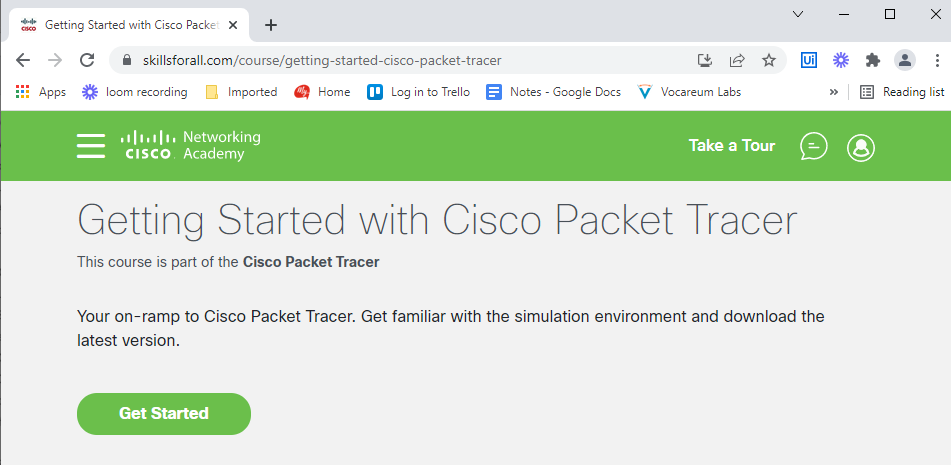 Getting Started with Cisco Packet
skillsforall.com/course/getting-started-cisco-packet-tracer
Ui
Apps loom recording Imported Home Log in to Trello Notes - Google Docs Vocareum Labs » Reading list
CISCO Networking Academy
Take a Tour
Getting Started with Cisco Packet Tracer
This course is part of the Cisco Packet Tracer
Your on-ramp to Cisco Packet Tracer. Get familiar with the simulation environment and download the
latest version.
Get Started